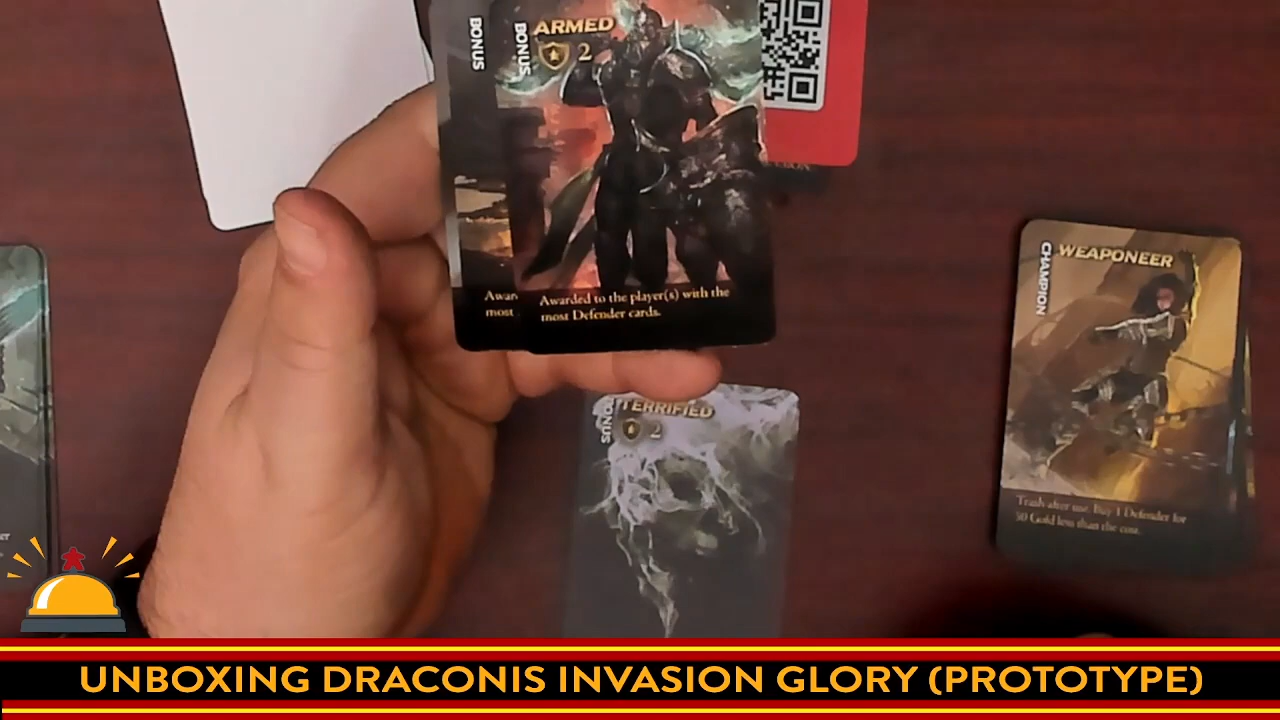 BONUS
BONUS
ARMED
2
Awarded to the player(s) with the
most Defender cards.
Awar
most
CHAMPION
WEAPONEER
Trash after use. Buy 1 Defender for
50 Gold less than the cost.
BONUS
TERRIFIED
2
UNBOXING DRACONIS INVASION GLORY (PROTOTYPE)